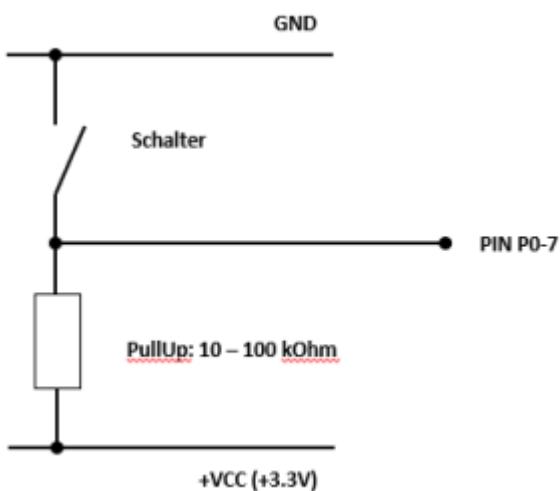 GND
Schalter
PIN P0-7
PullUp: 10 – 100 kOhm
+VCC (+3.3V)